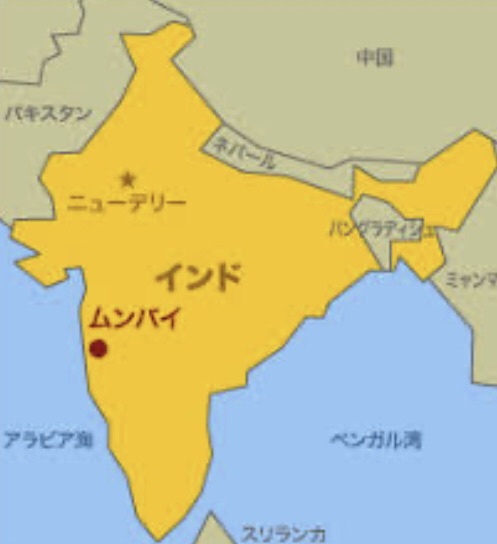 中国
パキスタン
ネパール
ニューデリー
バングラディシュ
インド
ミャンマ
ムンバイ
アラビア海
ベンガル湾
スリランカ